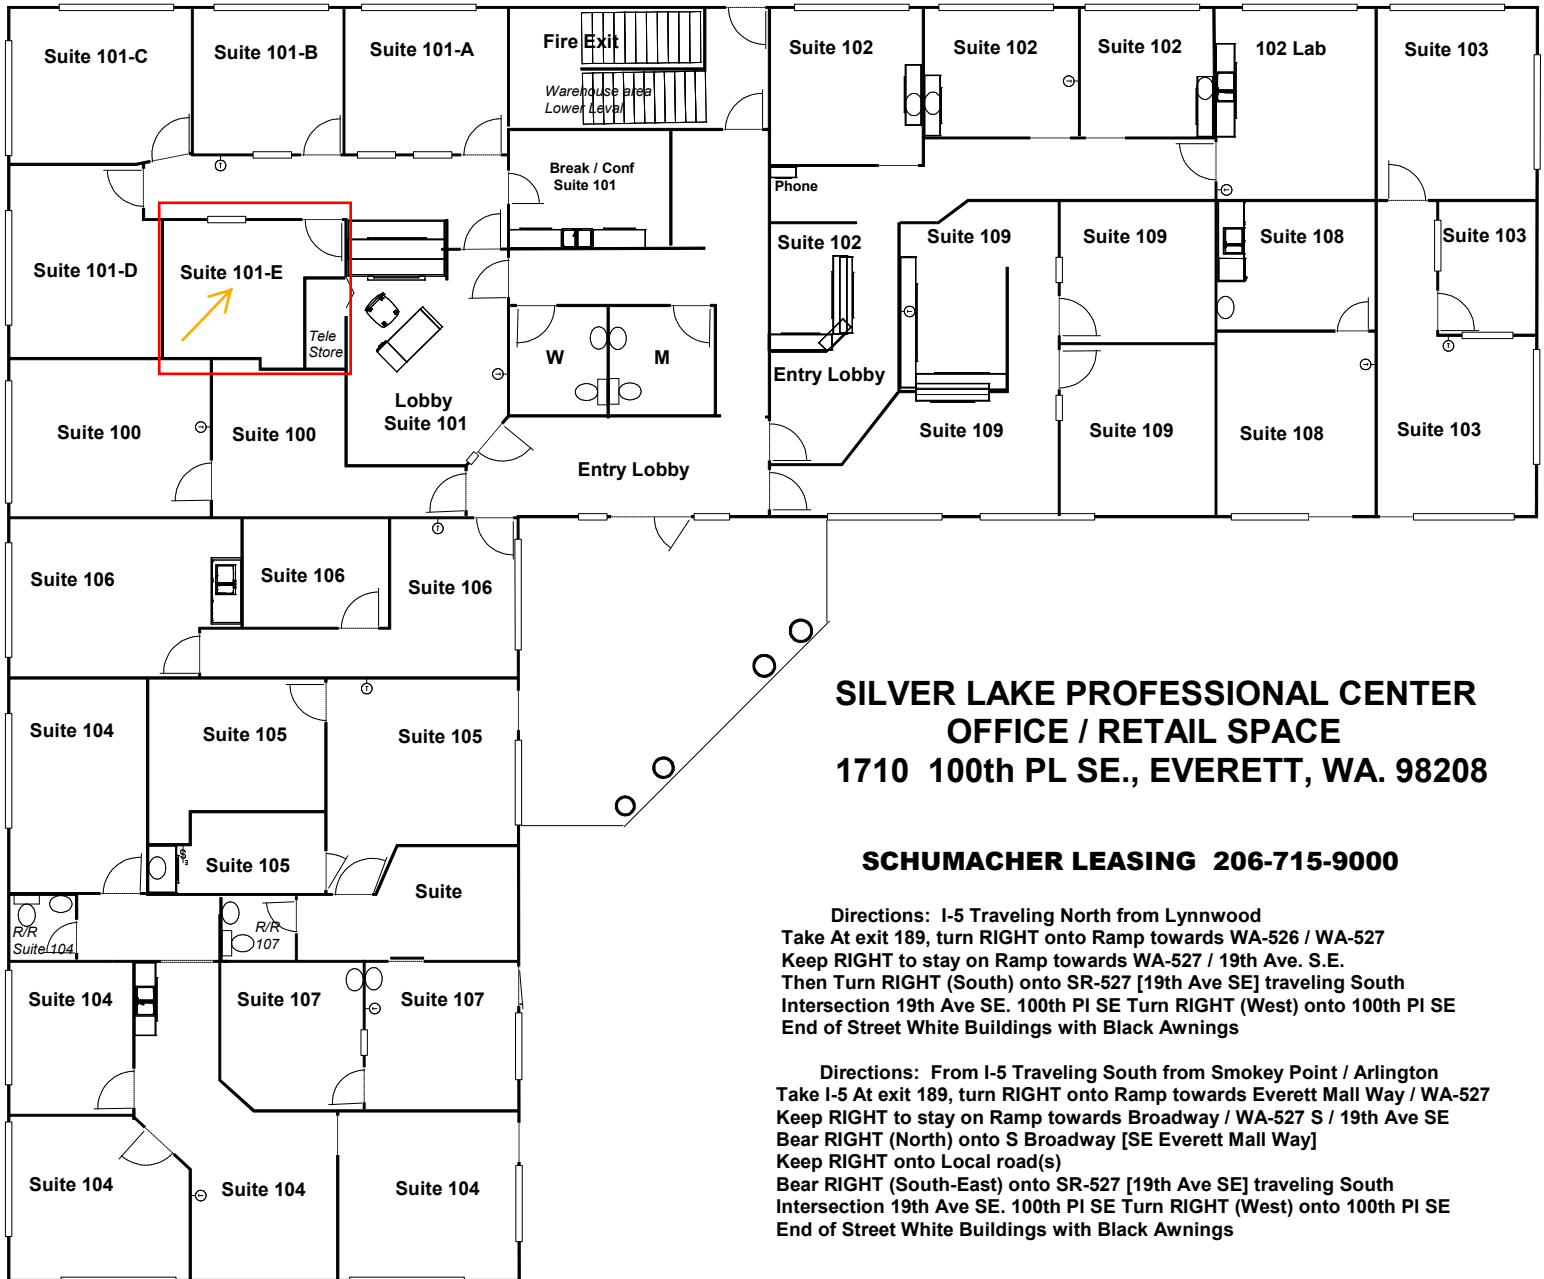 Suite 101-C
Suite 101-B
Suite 101-A
Fire Exit
Warehouse area
Lower Leval
Suite 102
Suite 102
Suite 102
102 Lab
Suite 103
Break / Conf
Suite 101
Phone
Suite 101-D
Suite 101-E
Tele
Store
Suite 102
Suite 109
Suite 109
Suite 108
Suite 103
W
M
Lobby
Suite 101
Entry Lobby
Suite 100
Suite 100
Entry Lobby
Suite 109
Suite 109
Suite 108
Suite 103
Suite 106
Suite 106
Suite 106
Suite 104
Suite 105
Suite 105
Suite 105
Suite
R/R
Suite 104
R/R
107
Suite 104
Suite 107
Suite 107
Suite 104
Suite 104
Suite 104
SILVER LAKE PROFESSIONAL CENTER
OFFICE / RETAIL SPACE
1710 100th PL SE., EVERETT, WA. 98208
SCHUMACHER LEASING 206-715-9000
Directions: I-5 Traveling North from Lynnwood
Take At exit 189, turn RIGHT onto Ramp towards WA-526 / WA-527
Keep RIGHT to stay on Ramp towards WA-527 / 19th Ave. S.E.
Then Turn RIGHT (South) onto SR-527 [19th Ave SE] traveling South
Intersection 19th Ave SE. 100th Pl SE Turn RIGHT (West) onto 100th Pl SE
End of Street White Buildings with Black Awnings
Directions: From I-5 Traveling South from Smokey Point / Arlington
Take I-5 At exit 189, turn RIGHT onto Ramp towards Everett Mall Way / WA-527
Keep RIGHT to stay on Ramp towards Broadway / WA-527 S / 19th Ave SE
Bear RIGHT (North) onto S Broadway [SE Everett Mall Way]
Keep RIGHT onto Local road(s)
Bear RIGHT (South-East) onto SR-527 [19th Ave SE] traveling South
Intersection 19th Ave SE. 100th Pl SE Turn RIGHT (West) onto 100th Pl SE
End of Street White Buildings with Black Awnings